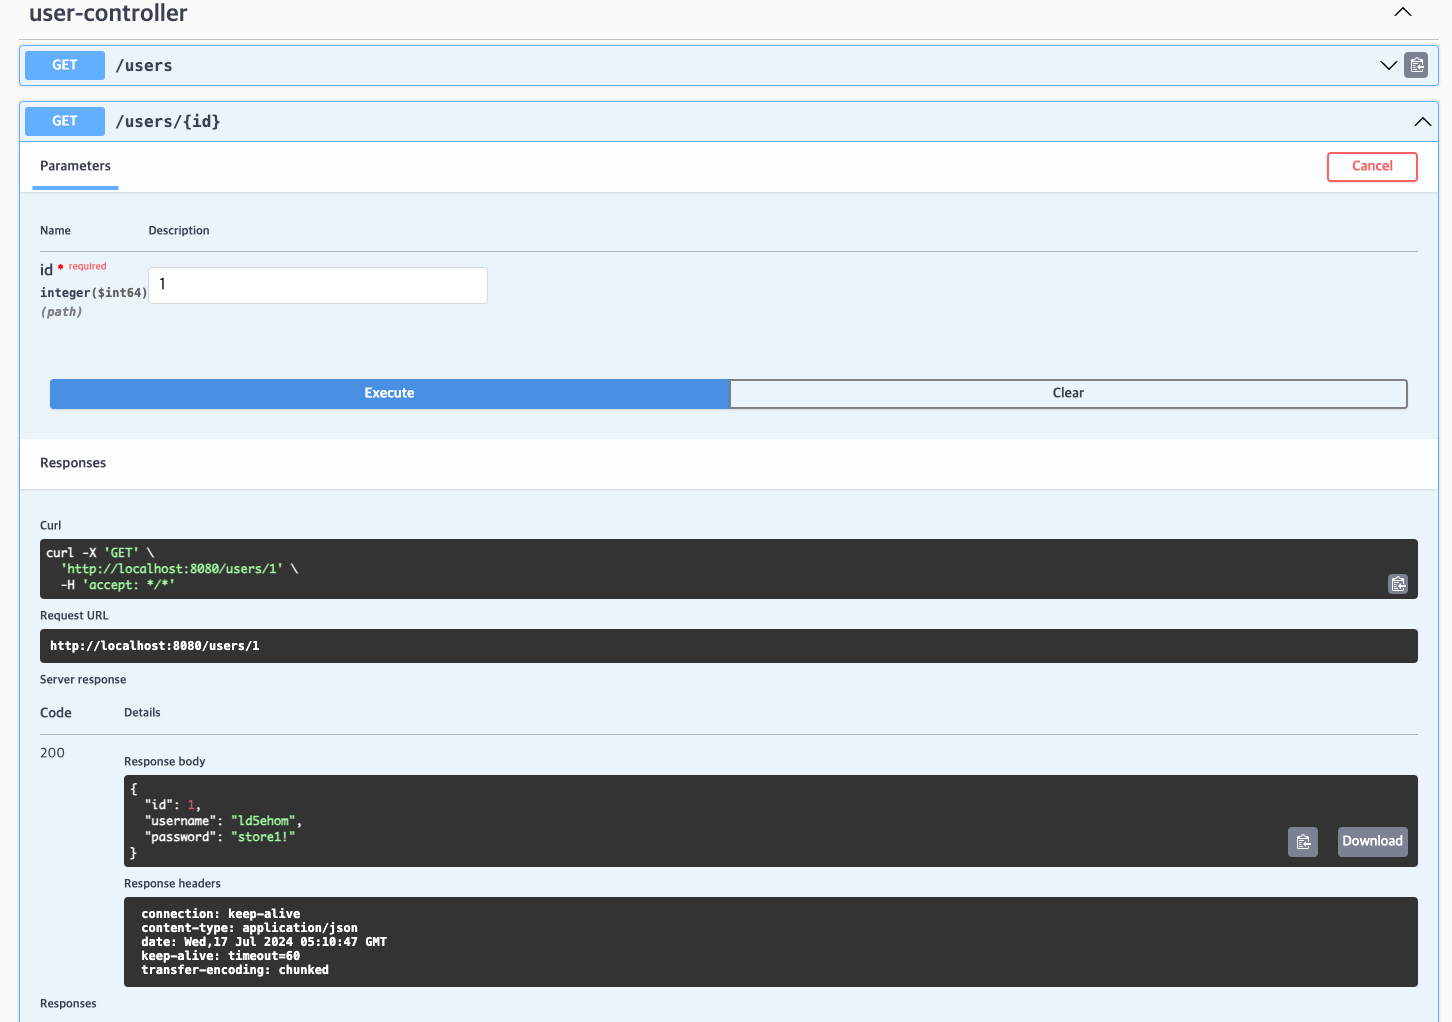 user-controller
GET /users
GET /users/{id}
Parameters
Cancel
Name Description
id * required
integer($int64)
(path)
1
Execute
Clear
Responses
Curl
curl -X 'GET' \
  'http://localhost:8080/users/1' \
  -H 'accept: */*'
Request URL
http://localhost:8080/users/1
Server response
Code Details
200
Response body
{
  "id": 1,
  "username": "ld5ehom",
  "password": "store1!"
}
Download
Response headers
connection: keep-alive
content-type: application/json
date: Wed,17 Jul 2024 05:10:47 GMT
keep-alive: timeout=60
transfer-encoding: chunked
Responses